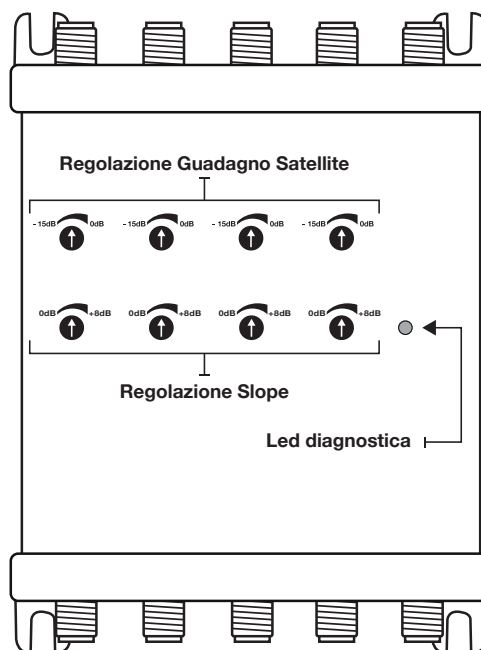 Regolazione Guadagno Satellite
- 15dB 0dB - 15dB 0dB - 15dB 0dB - 15dB 0dB
0dB +8dB 0dB +8dB 0dB +8dB 0dB +8dB
Regolazione Slope
Led diagnostica